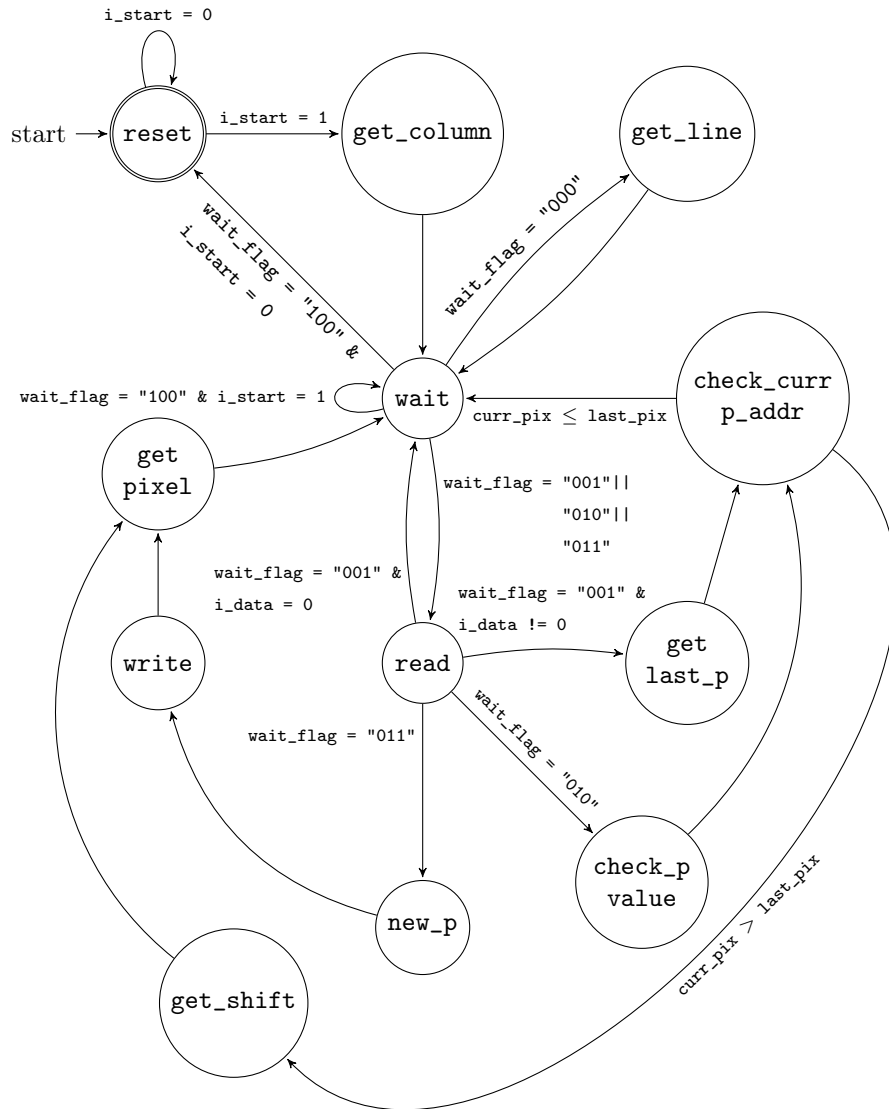 i_start = 0
start
reset
i_start = 1
get_column
get_line
wait_flag = "100" &
i_start = 0
wait_flag = "000"
check_curr
p_addr
wait_flag = "100" & i_start = 1
wait
curr_pix ≤ last_pix
get
pixel
wait_flag = "001"||
"010"||
"011"
wait_flag = "001" &
i_data = 0
wait_flag = "001" &
i_data != 0
write
read
get
last_p
wait_flag = "011"
wait_flag = "010"
check_p
value
new_p
curr_pix > last_pix
get_shift